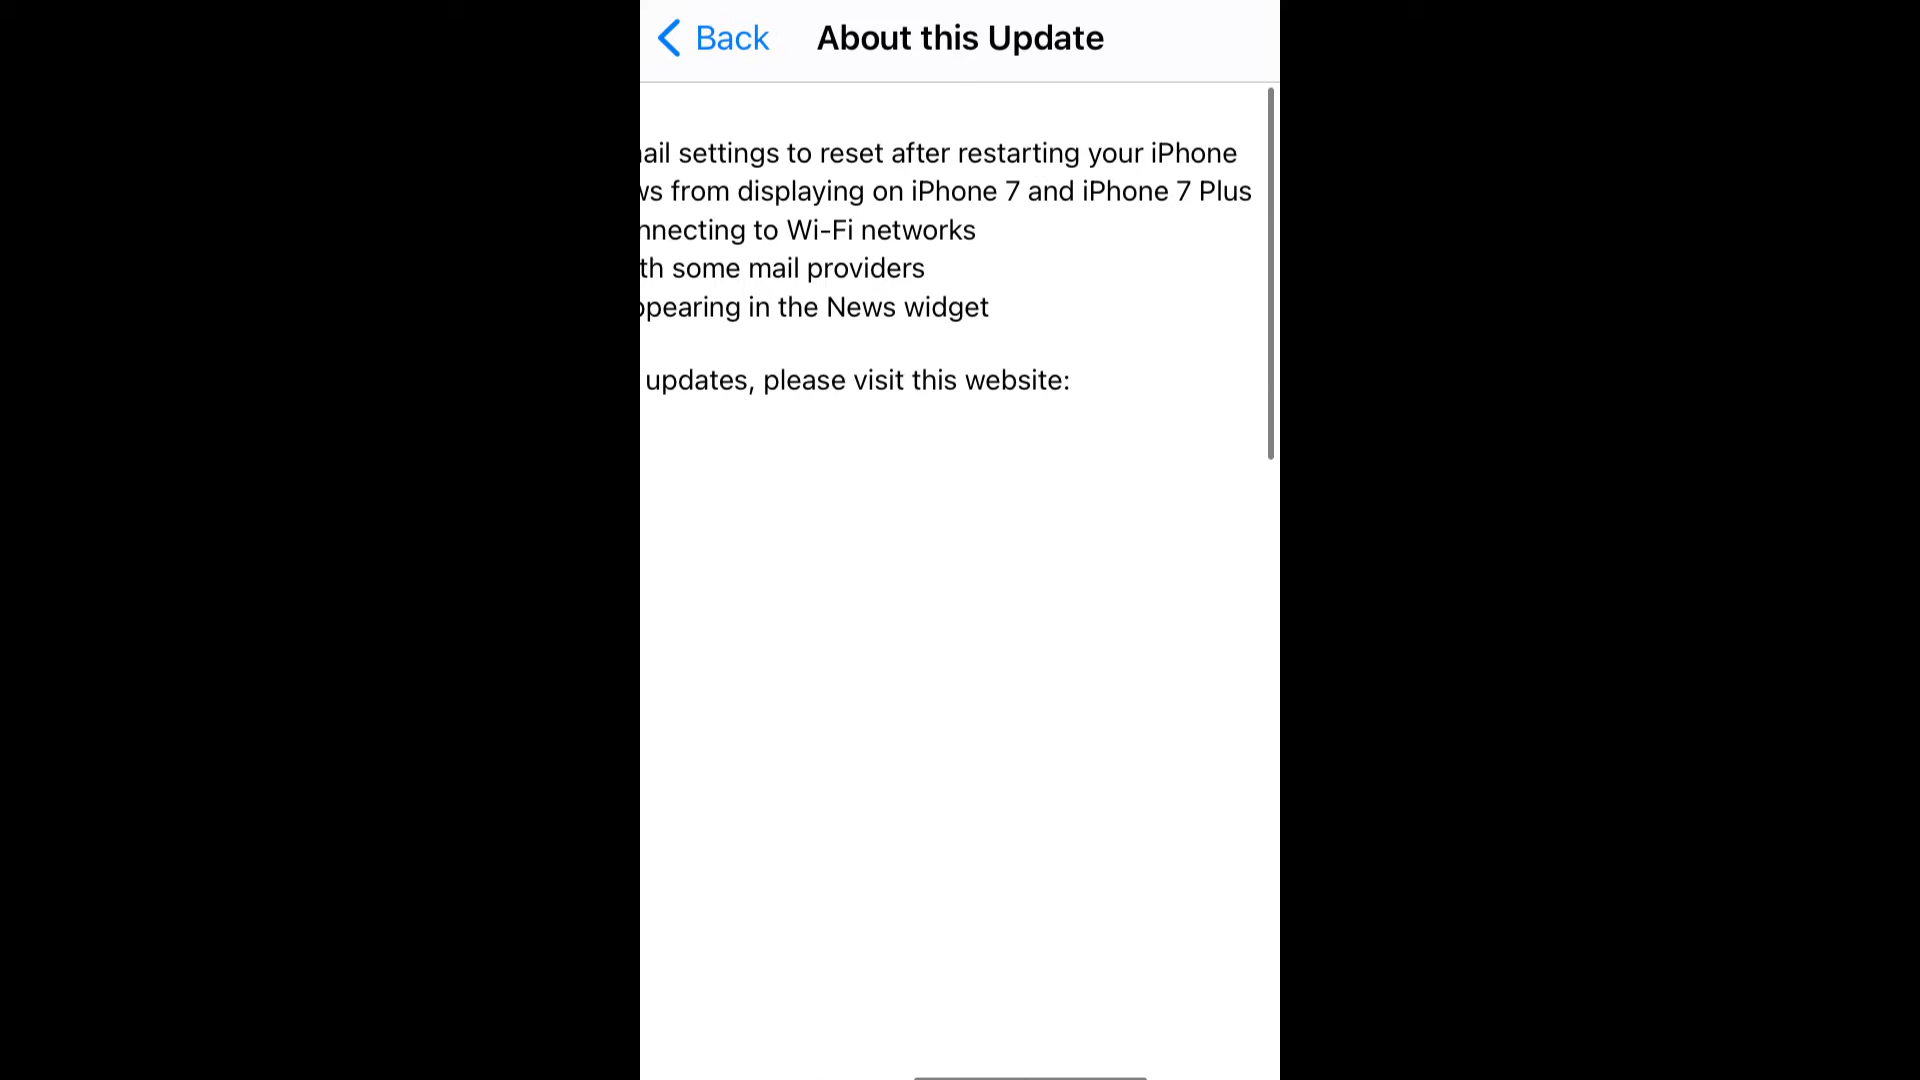 Back
About this Update
ail settings to reset after restarting your iPhone
ws from displaying on iPhone 7 and iPhone 7 Plus
nnecting to Wi-Fi networks
th some mail providers
ppearing in the News widget
updates, please visit this website: